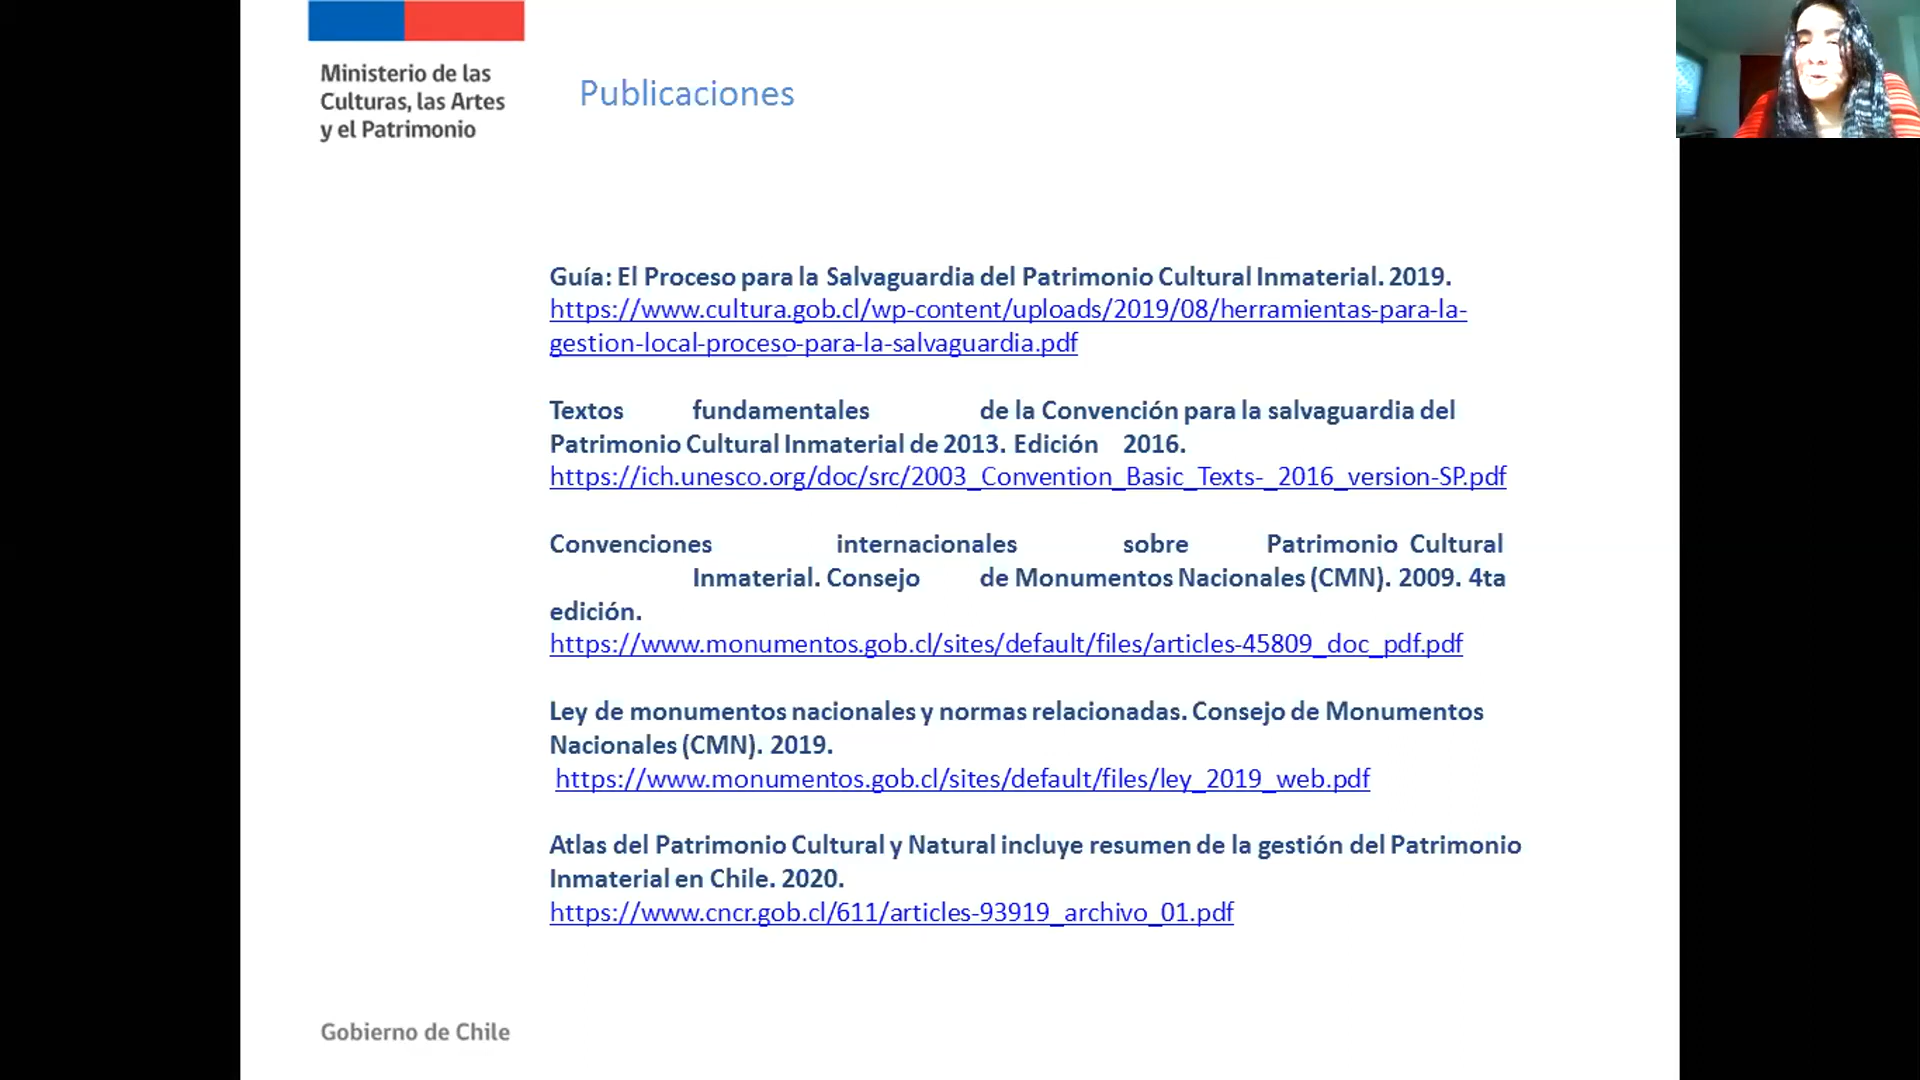 Ministerio de las
Culturas, las Artes
y el Patrimonio
Publicaciones
Guía: El Proceso para la Salvaguardia del Patrimonio Cultural Inmaterial. 2019.
https://www.cultura.gob.cl/wp-content/uploads/2019/08/herramientas-para-la-
gestion-local-proceso-para-la-salvaguardia.pdf
Textos fundamentales de la Convención para la salvaguardia del
Patrimonio Cultural Inmaterial de 2013. Edición 2016.
https://ich.unesco.org/doc/src/2003_Convention_Basic_Texts-_2016_version-SP.pdf
Convenciones internacionales sobre Patrimonio Cultural
Inmaterial. Consejo de Monumentos Nacionales (CMN). 2009. 4ta
edición.
https://www.monumentos.gob.cl/sites/default/files/articles-45809_doc_pdf.pdf
Ley de monumentos nacionales y normas relacionadas. Consejo de Monumentos
Nacionales (CMN). 2019.
https://www.monumentos.gob.cl/sites/default/files/ley_2019_web.pdf
Atlas del Patrimonio Cultural y Natural incluye resumen de la gestión del Patrimonio
Inmaterial en Chile. 2020.
https://www.cncr.gob.cl/611/articles-93919_archivo_01.pdf
Gobierno de Chile